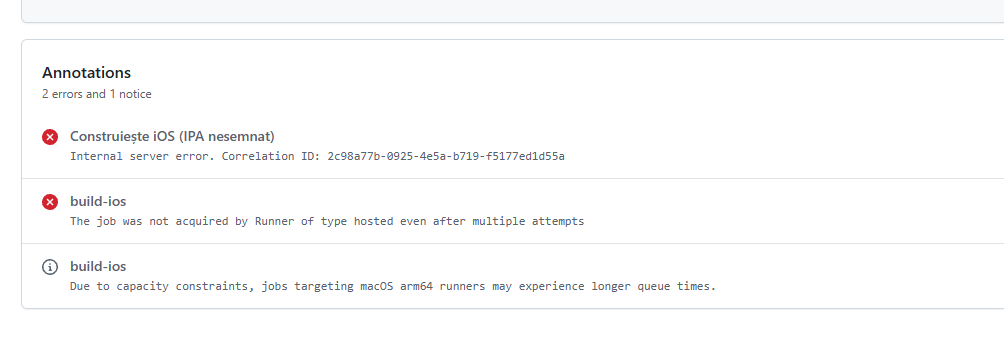 Annotations
2 errors and 1 notice
Construiește iOS (IPA nesemnat)
Internal server error. Correlation ID: 2c98a77b-0925-4e5a-b719-f5177ed1d55a
build-ios
The job was not acquired by Runner of type hosted even after multiple attempts
build-ios
Due to capacity constraints, jobs targeting macOS arm64 runners may experience longer queue times.